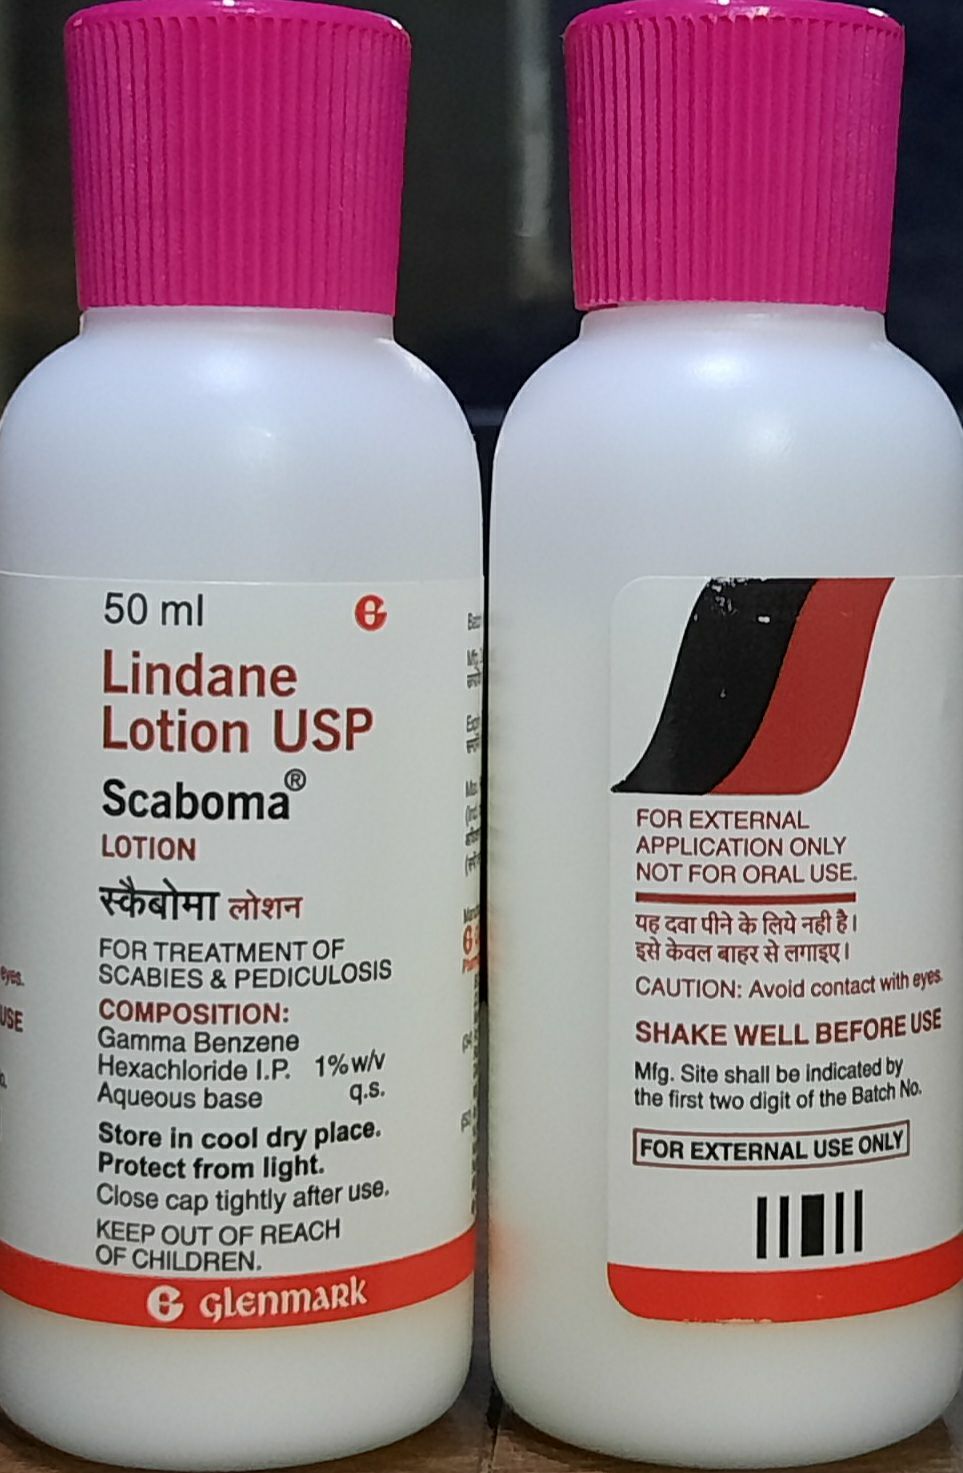 50 ml
Lindane
Lotion USP
Scaboma®
LOTION
स्कैबोमा लोशन
FOR TREATMENT OF
SCABIES & PEDICULOSIS
COMPOSITION:
Gamma Benzene
Hexachloride I.P. 1%w/v
Aqueous base q.s.
Store in cool dry place.
Protect from light.
Close cap tightly after use.
KEEP OUT OF REACH
OF CHILDREN.
GLENMARK
eyes.
USE
FOR EXTERNAL
APPLICATION ONLY
NOT FOR ORAL USE.
यह दवा पीने के लिये नही है।
इसे केवल बाहर से लगाइए।
CAUTION: Avoid contact with eyes.
SHAKE WELL BEFORE USE
Mfg. Site shall be indicated by
the first two digit of the Batch No.
FOR EXTERNAL USE ONLY